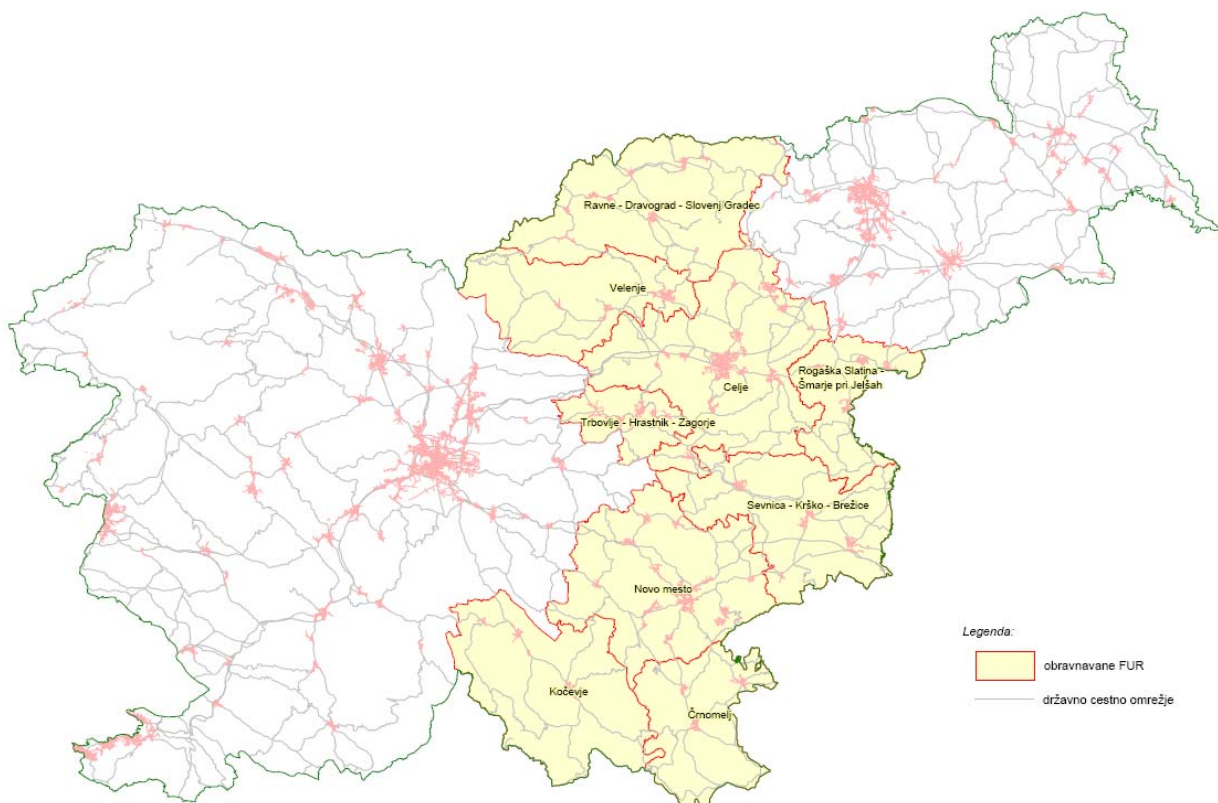 Ravne - Dravograd - Slovenj Gradec
Velenje
Rogaška Slatina -
Šmarje pri Jelšah
Celje
Trbovlje - Hrastnik - Zagorje
Sevnica - Krško - Brežice
Novo mesto
Kočevje
Črnomelj
Legenda:
obravnavane FUR
državno cestno omrežje